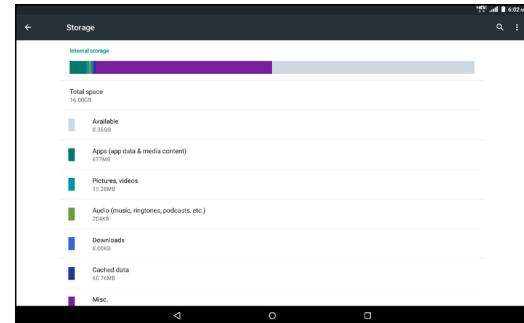 4G
6:02
Storage
Internal storage
Total space
16.00GB
Available
8.36GB
Apps (app data & media content)
677MB
Pictures, videos
15.28MB
Audio (music, ringtones, podcasts, etc.)
204KB
Downloads
8.00KB
Cached data
60.76MB
Misc.